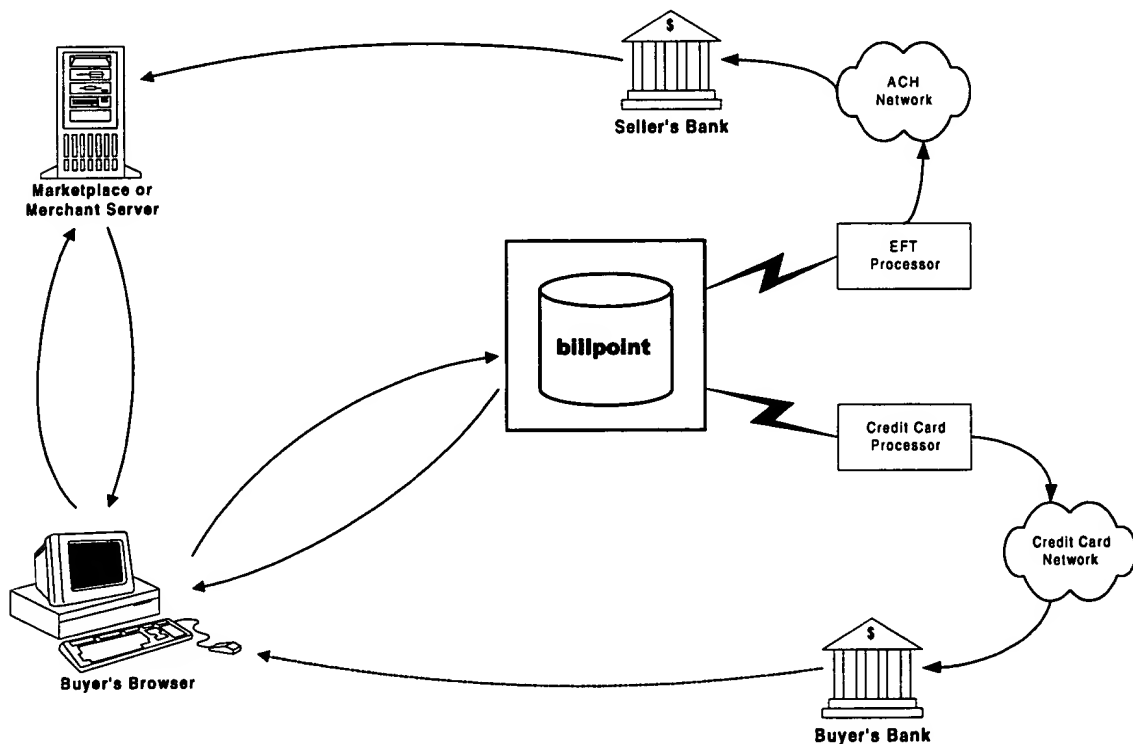 $
ACH
Network
Seller's Bank
Marketplace or
Merchant Server
EFT
Processor
billpoint
Credit Card
Processor
Credit Card
Network
$
Buyer's Browser
Buyer's Bank